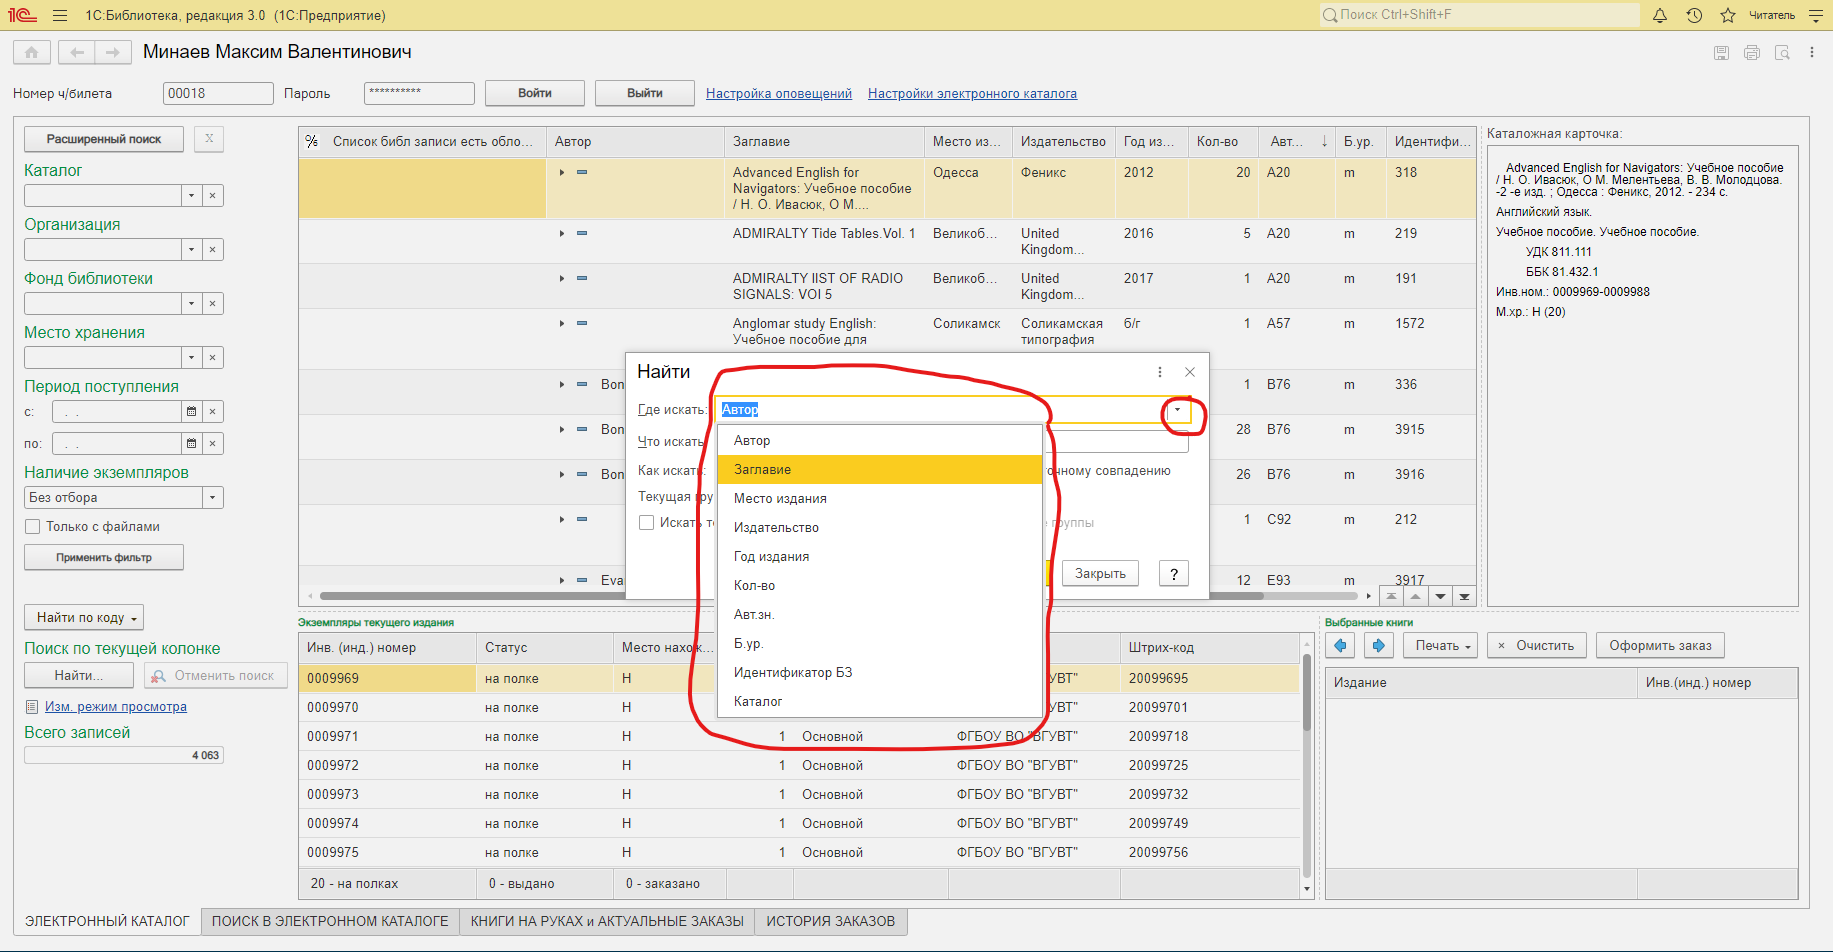 1С:Библиотека, редакция 3.0 (1С:Предприятие)
Поиск Ctrl+Shift+F
Читатель
Минаев Максим Валентинович
Номер ч/билета 00018 Пароль ********** Войти Выйти Настройка оповещений Настройки электронного каталога
Расширенный поиск X
Каталог
Организация
Фонд библиотеки
Место хранения
Период поступления
с: . .
по: . .
Наличие экземпляров
Без отбора
Только с файлами
Применить фильтр
Найти по коду
Поиск по текущей колонке
Найти... Отменить поиск
Изм. режим просмотра
Всего записей
4 063
% Список библ записи есть обло... Автор Заглавие Место из... Издательство Год из... Кол-во Авт... ↓ Б.ур. Идентифи...
Advanced English for Navigators: Учебное пособие / Н. О. Ивасюк, О М.... Одесса Феникс 2012 20 A20 m 318
ADMIRALTY Tide Tables.Vol. 1 Великоб... United Kingdom... 2016 5 A20 m 219
ADMIRALTY lIST OF RADIO SIGNALS: VOl 5 Великоб... United Kingdom... 2017 1 A20 m 191
Anglomar study English: Учебное пособие для Соликамск Соликамская типография б/г 1 A57 m 1572
Bon 1 B76 m 336
Bon 28 B76 m 3915
Bon 26 B76 m 3916
1 C92 m 212
Eva 12 E93 m 3917
Найти
Где искать: Автор
Что искать:
Как искать: точному совпадению
Текущая гру
Искать т группы
Закрыть ?
Автор
Заглавие
Место издания
Издательство
Год издания
Кол-во
Авт.зн.
Б.ур.
Идентификатор БЗ
Каталог
Каталожная карточка:
Advanced English for Navigators: Учебное пособие
/ Н. О. Ивасюк, О М. Мелентьева, В. В. Молодцова.
-2 -е изд. ; Одесса : Феникс, 2012. - 234 с.
Английский язык.
Учебное пособие. Учебное пособие.
УДК 811.111
ББК 81.432.1
Инв.ном.: 0009969-0009988
М.хр.: Н (20)
Экземпляры текущего издания
Инв. (инд.) номер Статус Место нахож... Штрих-код
0009969 на полке Н ГУВТ" 20099695
0009970 на полке Н ГУВТ" 20099701
0009971 на полке Н 1 Основной ФГБОУ ВО "ВГУВТ" 20099718
0009972 на полке Н 1 Основной ФГБОУ ВО "ВГУВТ" 20099725
0009973 на полке Н 1 Основной ФГБОУ ВО "ВГУВТ" 20099732
0009974 на полке Н 1 Основной ФГБОУ ВО "ВГУВТ" 20099749
0009975 на полке Н 1 Основной ФГБОУ ВО "ВГУВТ" 20099756
20 - на полках 0 - выдано 0 - заказано
Выбранные книги
Печать × Очистить Оформить заказ
Издание Инв.(инд.) номер
ЭЛЕКТРОННЫЙ КАТАЛОГ ПОИСК В ЭЛЕКТРОННОМ КАТАЛОГЕ КНИГИ НА РУКАХ и АКТУАЛЬНЫЕ ЗАКАЗЫ ИСТОРИЯ ЗАКАЗОВ